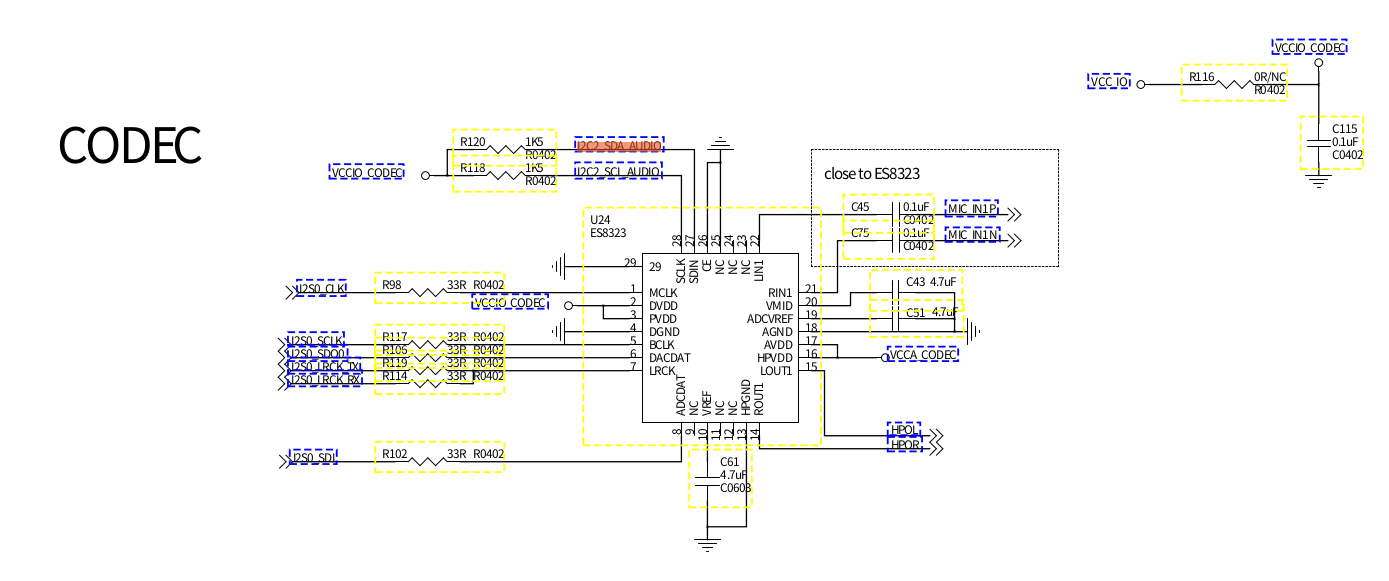 CODEC
VCCIO_CODEC
VCC_IO
R116
0R/NC
R0402
C115
0.1uF
C0402
R120
1K5
R0402
I2C2_SDA_AUDIO
R118
1K5
R0402
I2C2_SCL_AUDIO
VCCIO_CODEC
close to ES8323
C45
0.1uF
C0402
MIC_IN1P
C75
0.1uF
C0402
MIC_IN1N
U24
ES8323
28 27 26 25 24 23 22
SCLK SDIN CE NC NC NC LIN1
29 29
I2S0_CLK
R98 33R R0402
1 MCLK
VCCIO_CODEC
2 DVDD
3 PVDD
4 DGND
I2S0_SCLK
R117 33R R0402
5 BCLK
I2S0_SDO0
R106 33R R0402
6 DACDAT
I2S0_LRCK_TX
R119 33R R0402
7 LRCK
I2S0_LRCK_RX
R114 33R R0402
RIN1 21
VMID 20
ADCVREF 19
AGND 18
AVDD 17
HPVDD 16
LOUT1 15
C43 4.7uF
C51 4.7uF
VCCA_CODEC
ADCDAT NC VREF NC NC HPGND ROUT1
8 9 10 11 12 13 14
HPOL
HPOR
I2S0_SDI
R102 33R R0402
C61
4.7uF
C0603